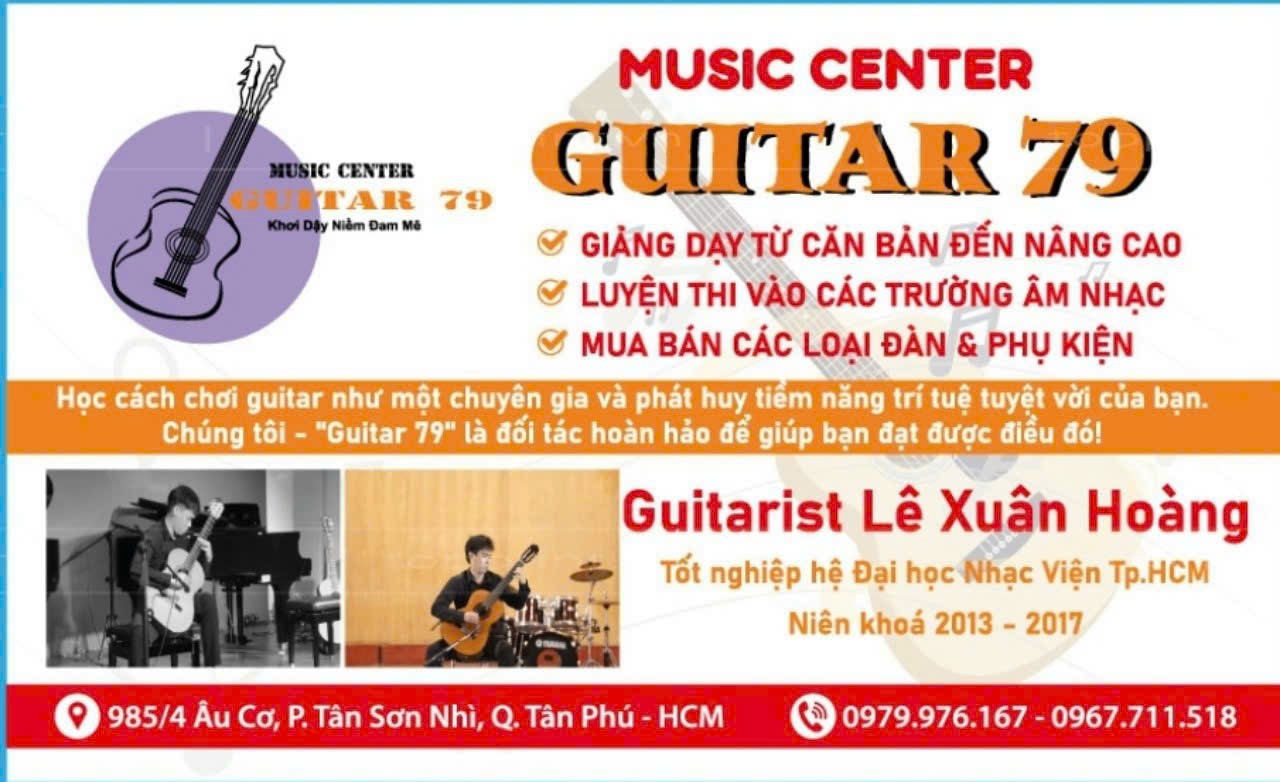 MUSIC CENTER
GUITAR 79
Khơi Dậy Niềm Đam Mê
MUSIC CENTER
GUITAR 79
GIẢNG DẠY TỪ CĂN BẢN ĐẾN NÂNG CAO
LUYỆN THI VÀO CÁC TRƯỜNG ÂM NHẠC
MUA BÁN CÁC LOẠI ĐÀN & PHỤ KIỆN
Học cách chơi guitar như một chuyên gia và phát huy tiềm năng trí tuệ tuyệt vời của bạn.
Chúng tôi - "Guitar 79" là đối tác hoàn hảo để giúp bạn đạt được điều đó!
YAMAHA
Guitarist Lê Xuân Hoàng
Tốt nghiệp hệ Đại học Nhạc Viện Tp.HCM
Niên khoá 2013 - 2017
985/4 Âu Cơ, P. Tân Sơn Nhì, Q. Tân Phú - HCM
0979.976.167 - 0967.711.518